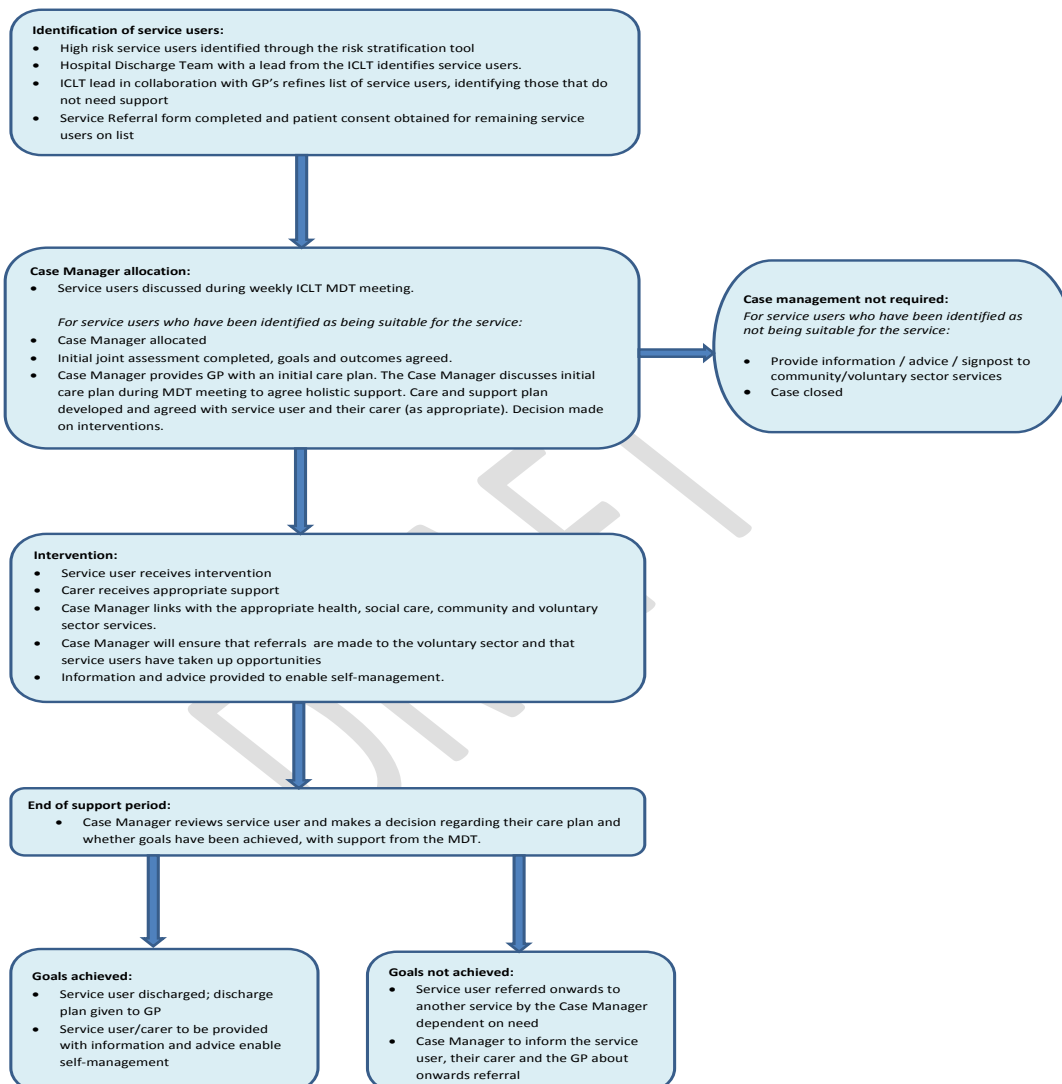 Identification of service users:
• High risk service users identified through the risk stratification tool
• Hospital Discharge Team with a lead from the ICLT identifies service users.
• ICLT lead in collaboration with GP's refines list of service users, identifying those that do
not need support
• Service Referral form completed and patient consent obtained for remaining service
users on list
Case Manager allocation:
• Service users discussed during weekly ICLT MDT meeting.
For service users who have been identified as being suitable for the service:
• Case Manager allocated
• Initial joint assessment completed, goals and outcomes agreed.
• Case Manager provides GP with an initial care plan. The Case Manager discusses initial
care plan during MDT meeting to agree holistic support. Care and support plan
developed and agreed with service user and their carer (as appropriate). Decision made
on interventions.
Case management not required:
For service users who have been identified as
not being suitable for the service:
• Provide information / advice / signpost to
community/voluntary sector services
• Case closed
Intervention:
• Service user receives intervention
• Carer receives appropriate support
• Case Manager links with the appropriate health, social care, community and voluntary
sector services.
• Case Manager will ensure that referrals are made to the voluntary sector and that
service users have taken up opportunities
• Information and advice provided to enable self-management.
End of support period:
• Case Manager reviews service user and makes a decision regarding their care plan and
whether goals have been achieved, with support from the MDT.
Goals achieved:
• Service user discharged; discharge
plan given to GP
• Service user/carer to be provided
with information and advice enable
self-management
Goals not achieved:
• Service user referred onwards to
another service by the Case Manager
dependent on need
• Case Manager to inform the service
user, their carer and the GP about
onwards referral
DRAFT